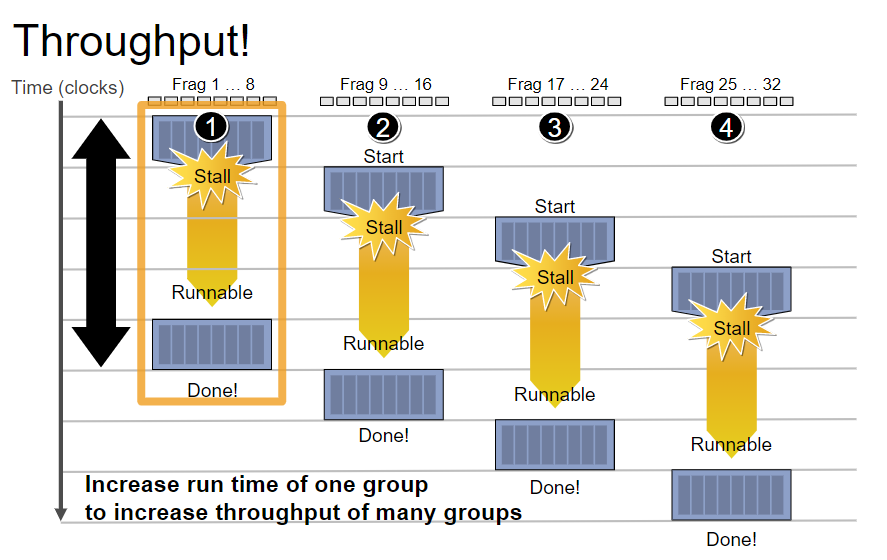 Throughput!
Time (clocks)
Frag 1 … 8
Frag 9 … 16
Frag 17 … 24
Frag 25 … 32
1
2
3
4
Start
Stall
Start
Stall
Start
Stall
Runnable
Stall
Runnable
Done!
Runnable
Done!
Runnable
Increase run time of one group
to increase throughput of many groups
Done!
Done!